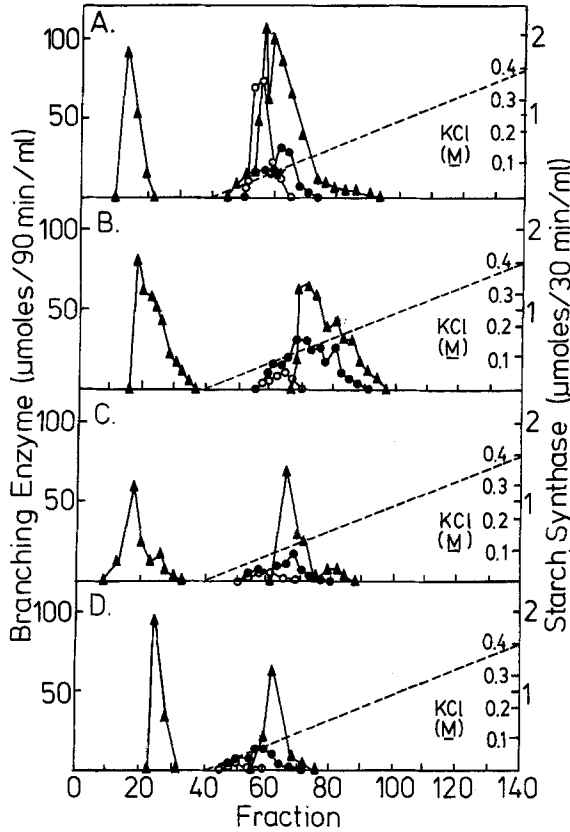 Branching Enzyme (μmoles/90 min/ml)
Starch Synthase (μmoles/30 min/ml)
A.
100
50
0
2
1
0.4
0.3
0.2
0.1
KCl
(M)
B.
100
50
0
2
1
0.4
0.3
0.2
0.1
KCl
(M)
C.
100
50
0
2
1
0.4
0.3
0.2
0.1
KCl
(M)
D.
100
50
2
1
0.4
0.3
0.2
0.1
KCl
(M)
0 20 40 60 80 100 120 140
Fraction